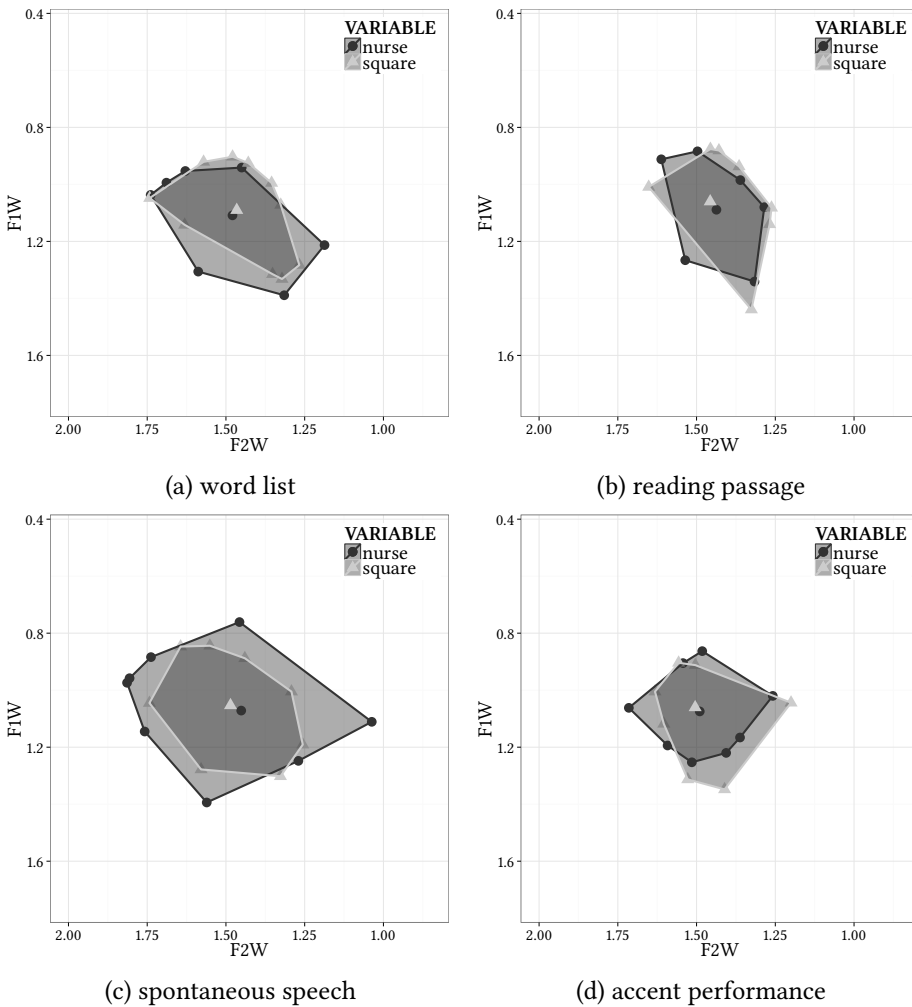 VARIABLE
nurse
square
0.4
0.8
1.2
1.6
F1W
2.00 1.75 1.50 1.25 1.00
F2W
(a) word list
VARIABLE
nurse
square
0.4
0.8
1.2
1.6
F1W
2.00 1.75 1.50 1.25 1.00
F2W
(b) reading passage
VARIABLE
nurse
square
0.4
0.8
1.2
1.6
F1W
2.00 1.75 1.50 1.25 1.00
F2W
(c) spontaneous speech
VARIABLE
nurse
square
0.4
0.8
1.2
1.6
F1W
2.00 1.75 1.50 1.25 1.00
F2W
(d) accent performance